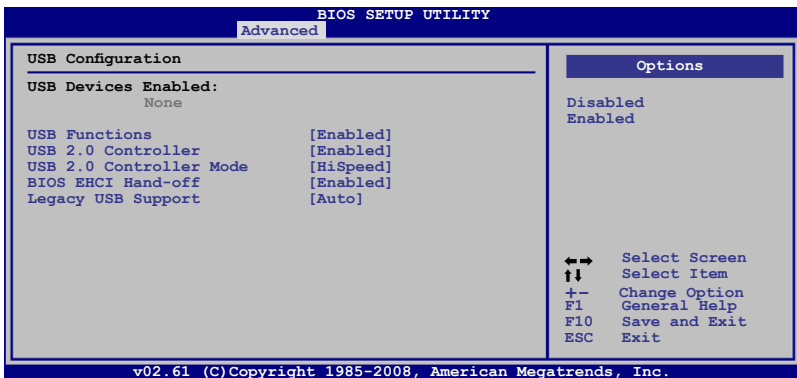 BIOS SETUP UTILITY
Advanced
USB Configuration
USB Devices Enabled:
None
USB Functions [Enabled]
USB 2.0 Controller [Enabled]
USB 2.0 Controller Mode [HiSpeed]
BIOS EHCI Hand-off [Enabled]
Legacy USB Support [Auto]
Options
Disabled
Enabled
←→ Select Screen
↑↓ Select Item
+- Change Option
F1 General Help
F10 Save and Exit
ESC Exit
v02.61 (C)Copyright 1985-2008, American Megatrends, Inc.